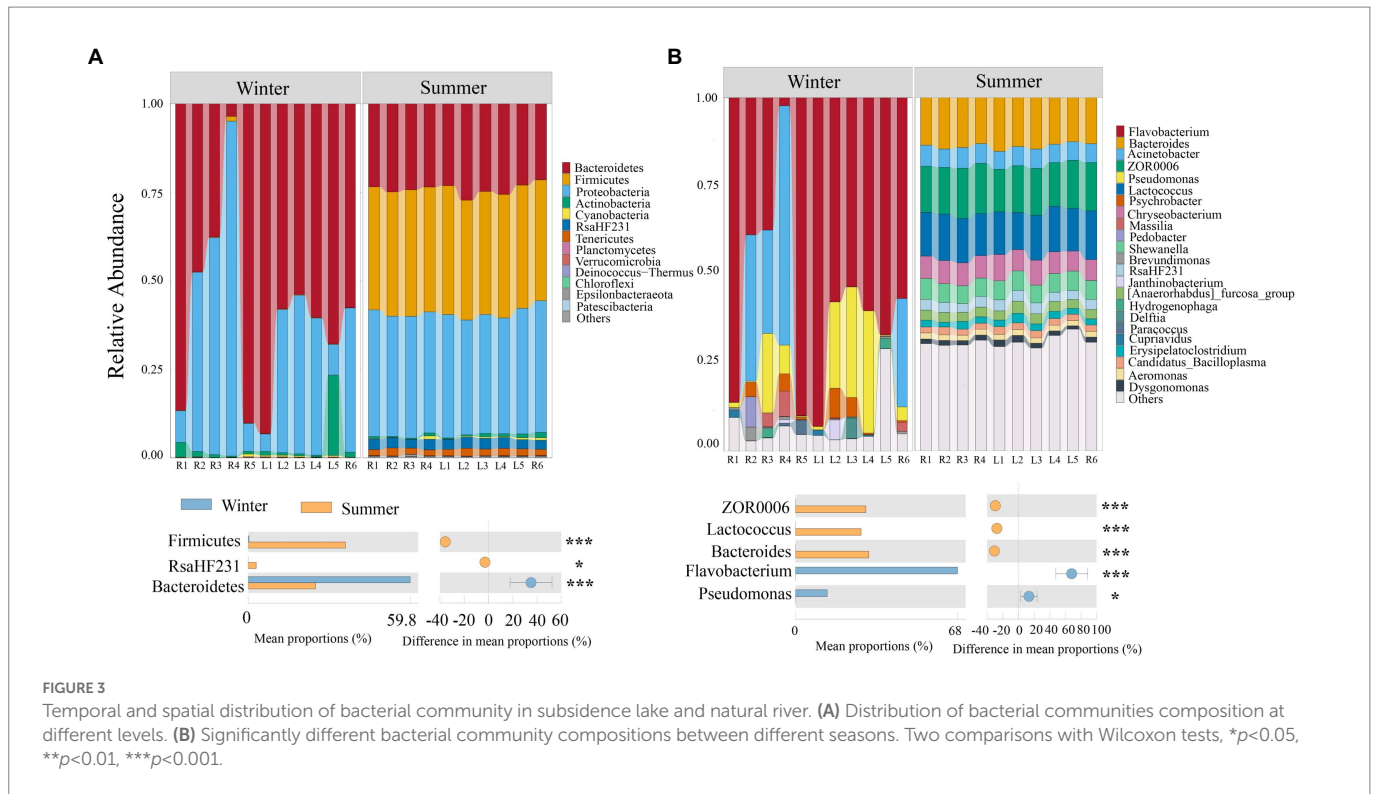 A
Winter
Summer
Relative Abundance
1.00
0.75
0.50
0.25
0.00
R1 R2 R3 R4 R5 L1 L2 L3 L4 L5 R6
R1 R2 R3 R4 L1 L2 L3 L4 L5 R6
Bacteroidetes
Firmicutes
Proteobacteria
Actinobacteria
Cyanobacteria
RsaHF231
Tenericutes
Planctomycetes
Verrucomicrobia
Deinococcus-Thermus
Chloroflexi
Epsilonbacteraeota
Patescibacteria
Others
Winter
Summer
Firmicutes
***
RsaHF231
*
Bacteroidetes
***
0 59.8
-40 -20 0 20 40 60
Mean proportions (%)
Difference in mean proportions (%)
B
Winter
Summer
1.00
0.75
0.50
0.25
0.00
R1 R2 R3 R4 R5 L1 L2 L3 L4 L5 R6
R1 R2 R3 R4 L1 L2 L3 L4 L5 R6
Flavobacterium
Bacteroides
Acinetobacter
ZOR0006
Pseudomonas
Lactococcus
Psychrobacter
Chryseobacterium
Massilia
Pedobacter
Shewanella
Brevundimonas
RsaHF231
Janthinobacterium
[Anaerorhabdus]_furcosa_group
Hydrogenophaga
Delftia
Paracoccus
Cupriavidus
Erysipelatoclostridium
Candidatus_Bacilloplasma
Aeromonas
Dysgonomonas
Others
ZOR0006
***
Lactococcus
***
Bacteroides
***
Flavobacterium
***
Pseudomonas
*
0 68
-40 -20 0 20 40 60 80 100
Mean proportions (%)
Difference in mean proportions (%)
FIGURE 3
Temporal and spatial distribution of bacterial community in subsidence lake and natural river. (A) Distribution of bacterial communities composition at
different levels. (B) Significantly different bacterial community compositions between different seasons. Two comparisons with Wilcoxon tests, *p<0.05,
**p<0.01, ***p<0.001.